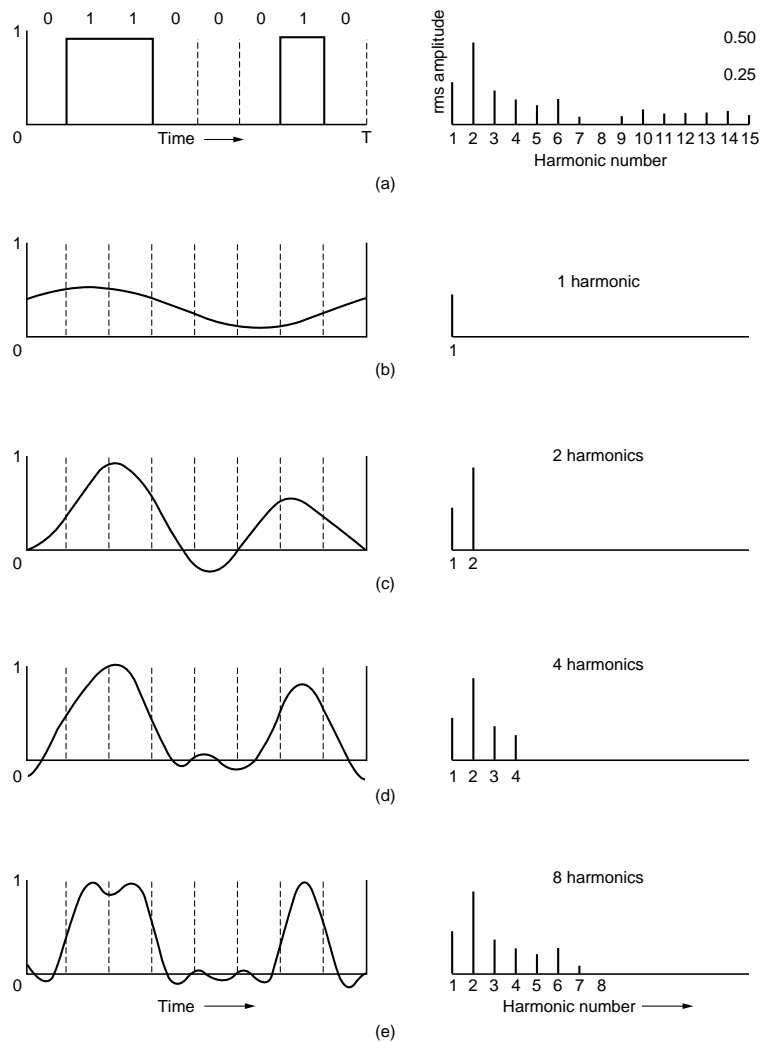 0 1 1 0 0 0 1 0
1
0
Time
T
rms amplitude
0.50
0.25
1 2 3 4 5 6 7 8 9 10 11 12 13 14 15
Harmonic number
(a)
1
0
1 harmonic
1
(b)
1
0
2 harmonics
1 2
(c)
1
0
4 harmonics
1 2 3 4
(d)
1
0
Time
8 harmonics
1 2 3 4 5 6 7 8
Harmonic number
(e)